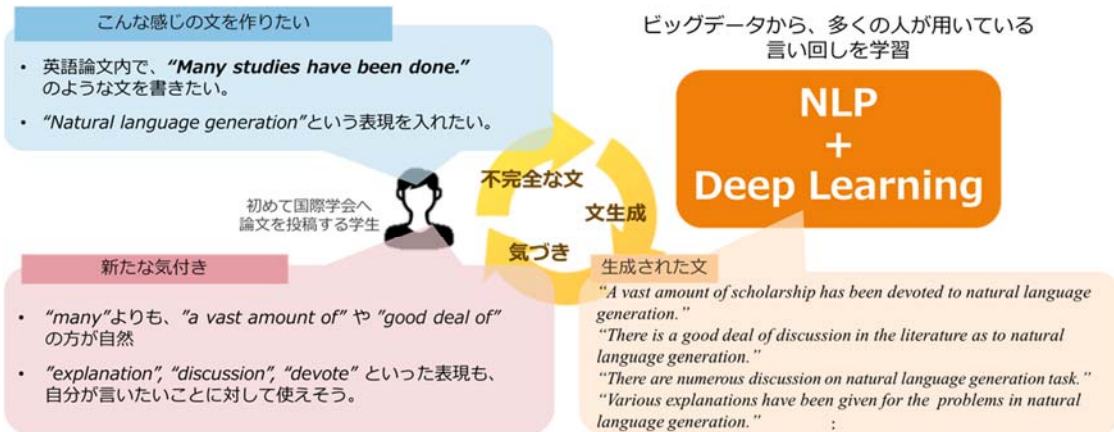 こんな感じの文を作りたい
• 英語論文内で、“Many studies have been done.”
のような文を書きたい。
• “Natural language generation”という表現を入れたい。
ビッグデータから、多くの人が用いている
言い回しを学習
NLP
+
Deep Learning
不完全な文
文生成
気づき
初めて国際学会へ
論文を投稿する学生
新たな気付き
• “many”よりも、”a vast amount of” や ”good deal of”
の方が自然
• ”explanation”, “discussion”, “devote” といった表現も、
自分が言いたいことに対して使えそう。
生成された文
“A vast amount of scholarship has been devoted to natural language
generation.”
“There is a good deal of discussion in the literature as to natural
language generation.”
“There are numerous discussion on natural language generation task.”
“Various explanations have been given for the problems in natural
language generation.” :